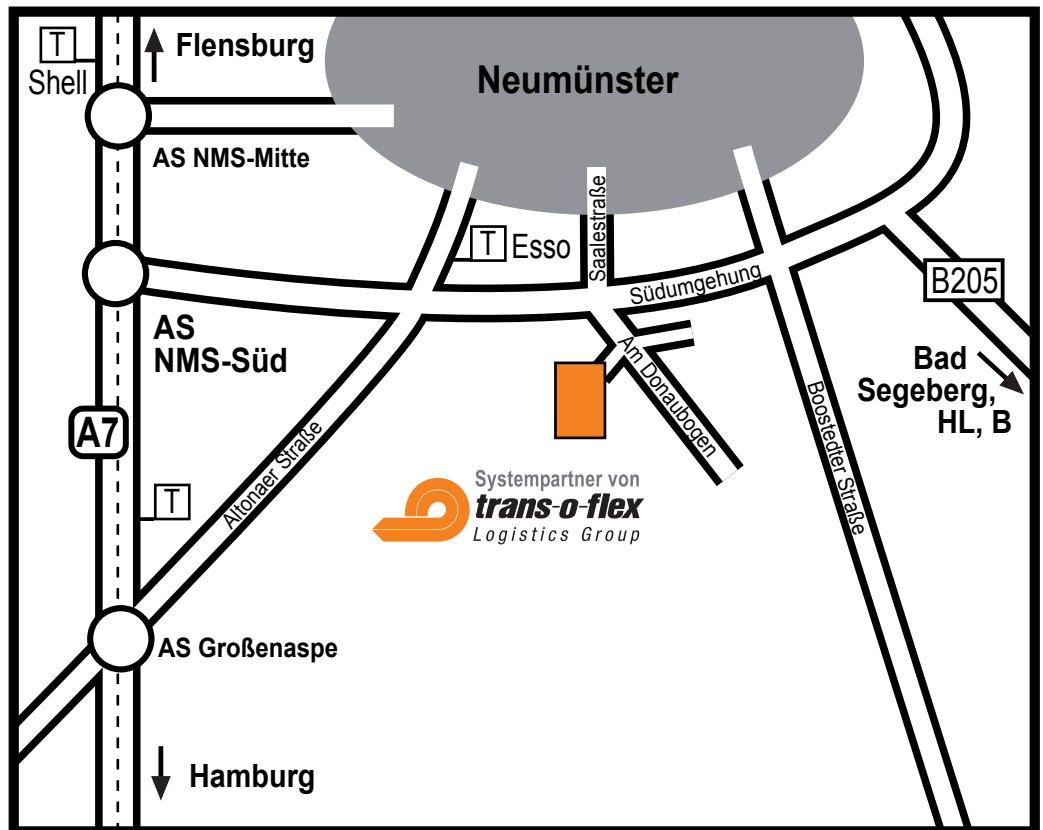 T
Shell
Flensburg
Neumünster
AS NMS-Mitte
T
Esso
Saalestraße
Südumgehung
B205
AS
NMS-Süd
Bad
Segeberg,
HL, B
Am Donaubogen
Boostedter Straße
A7
Altonaer Straße
T
Systempartner von
trans-o-flex
Logistics Group
AS Großenaspe
Hamburg